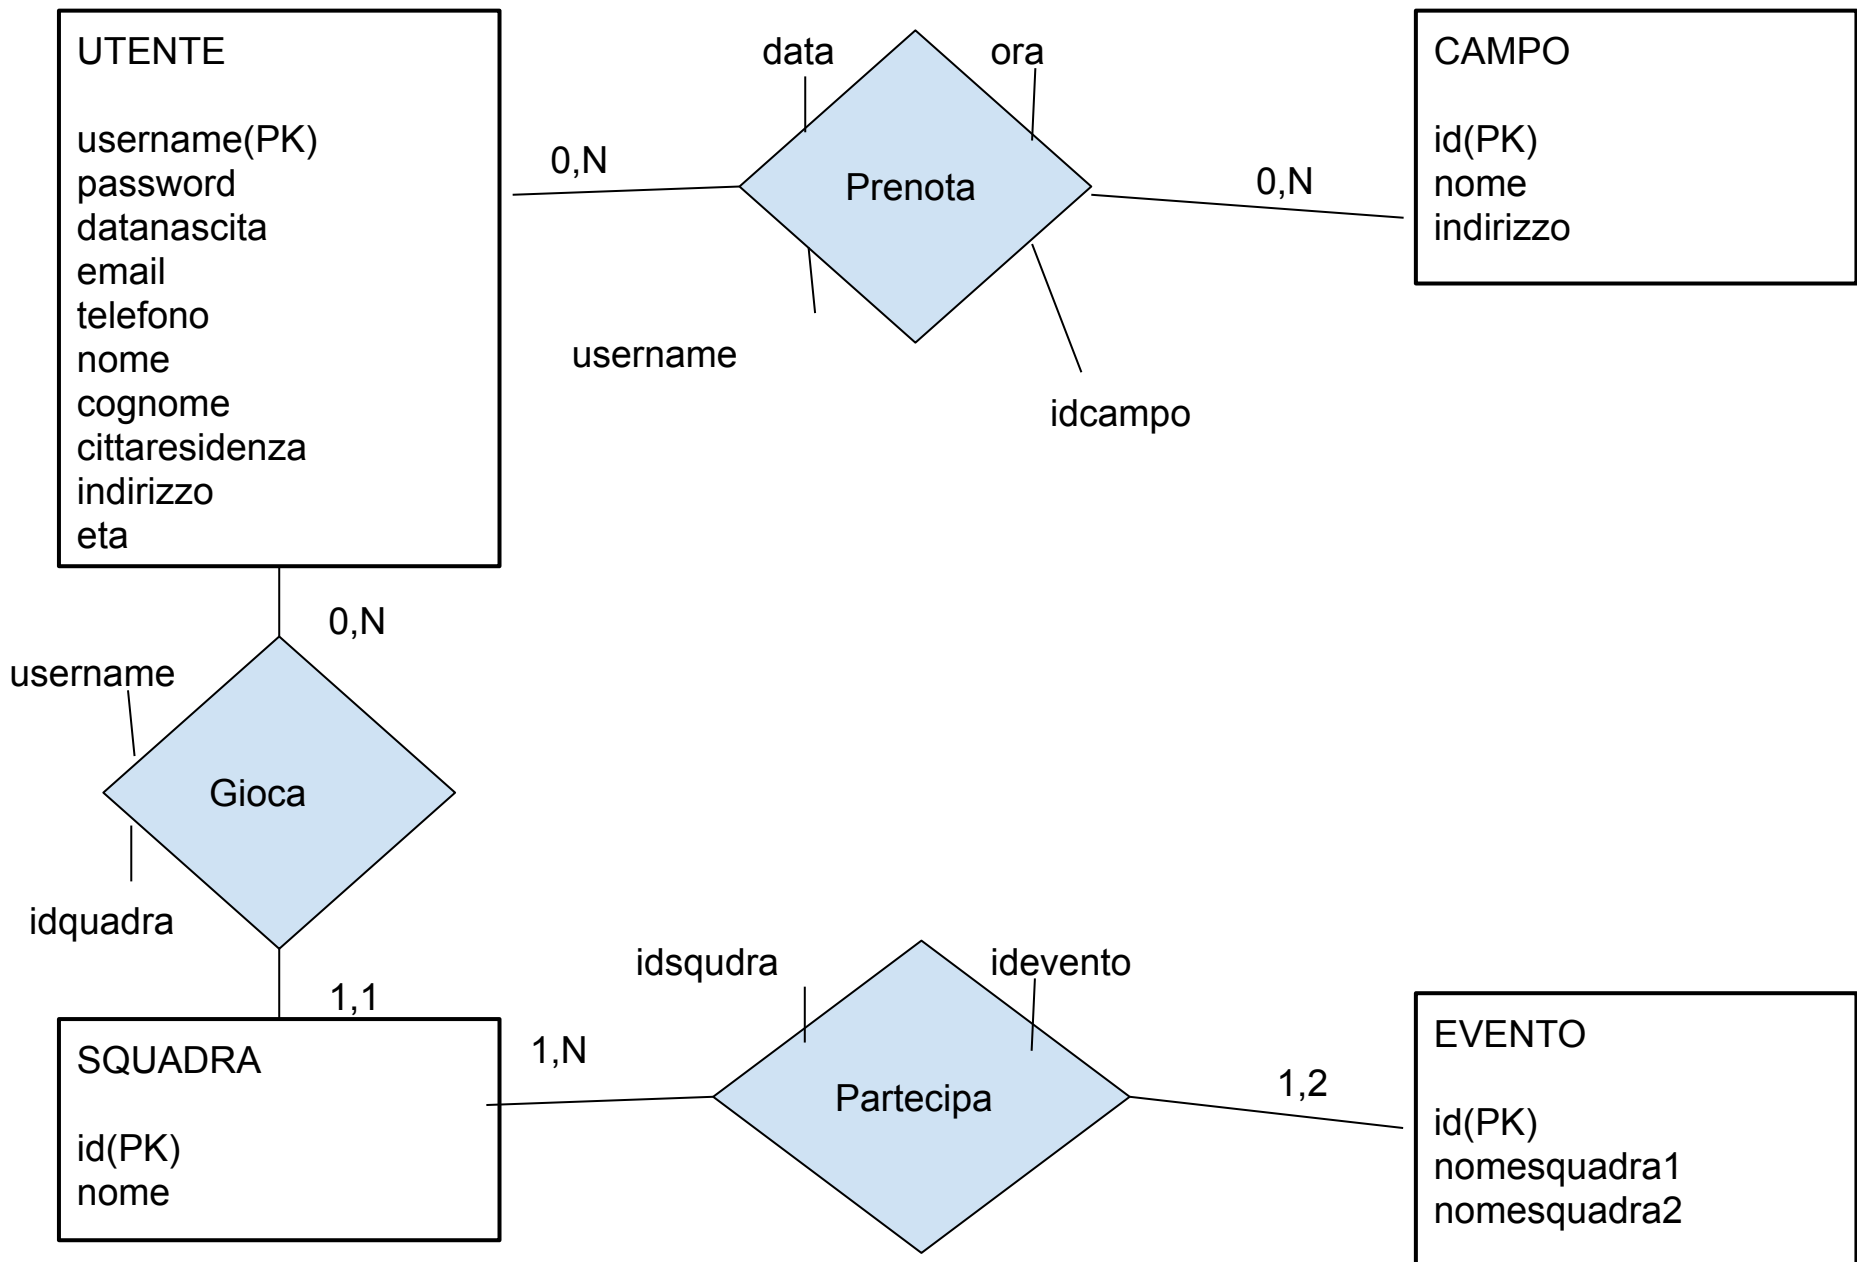 UTENTE
username(PK)
password
datanascita
email
telefono
nome
cognome
cittaresidenza
indirizzo
eta
0,N
data
ora
Prenota
username
idcampo
0,N
CAMPO
id(PK)
nome
indirizzo
0,N
username
Gioca
idquadra
1,1
SQUADRA
id(PK)
nome
1,N
idsqudra
idevento
Partecipa
1,2
EVENTO
id(PK)
nomesquadra1
nomesquadra2